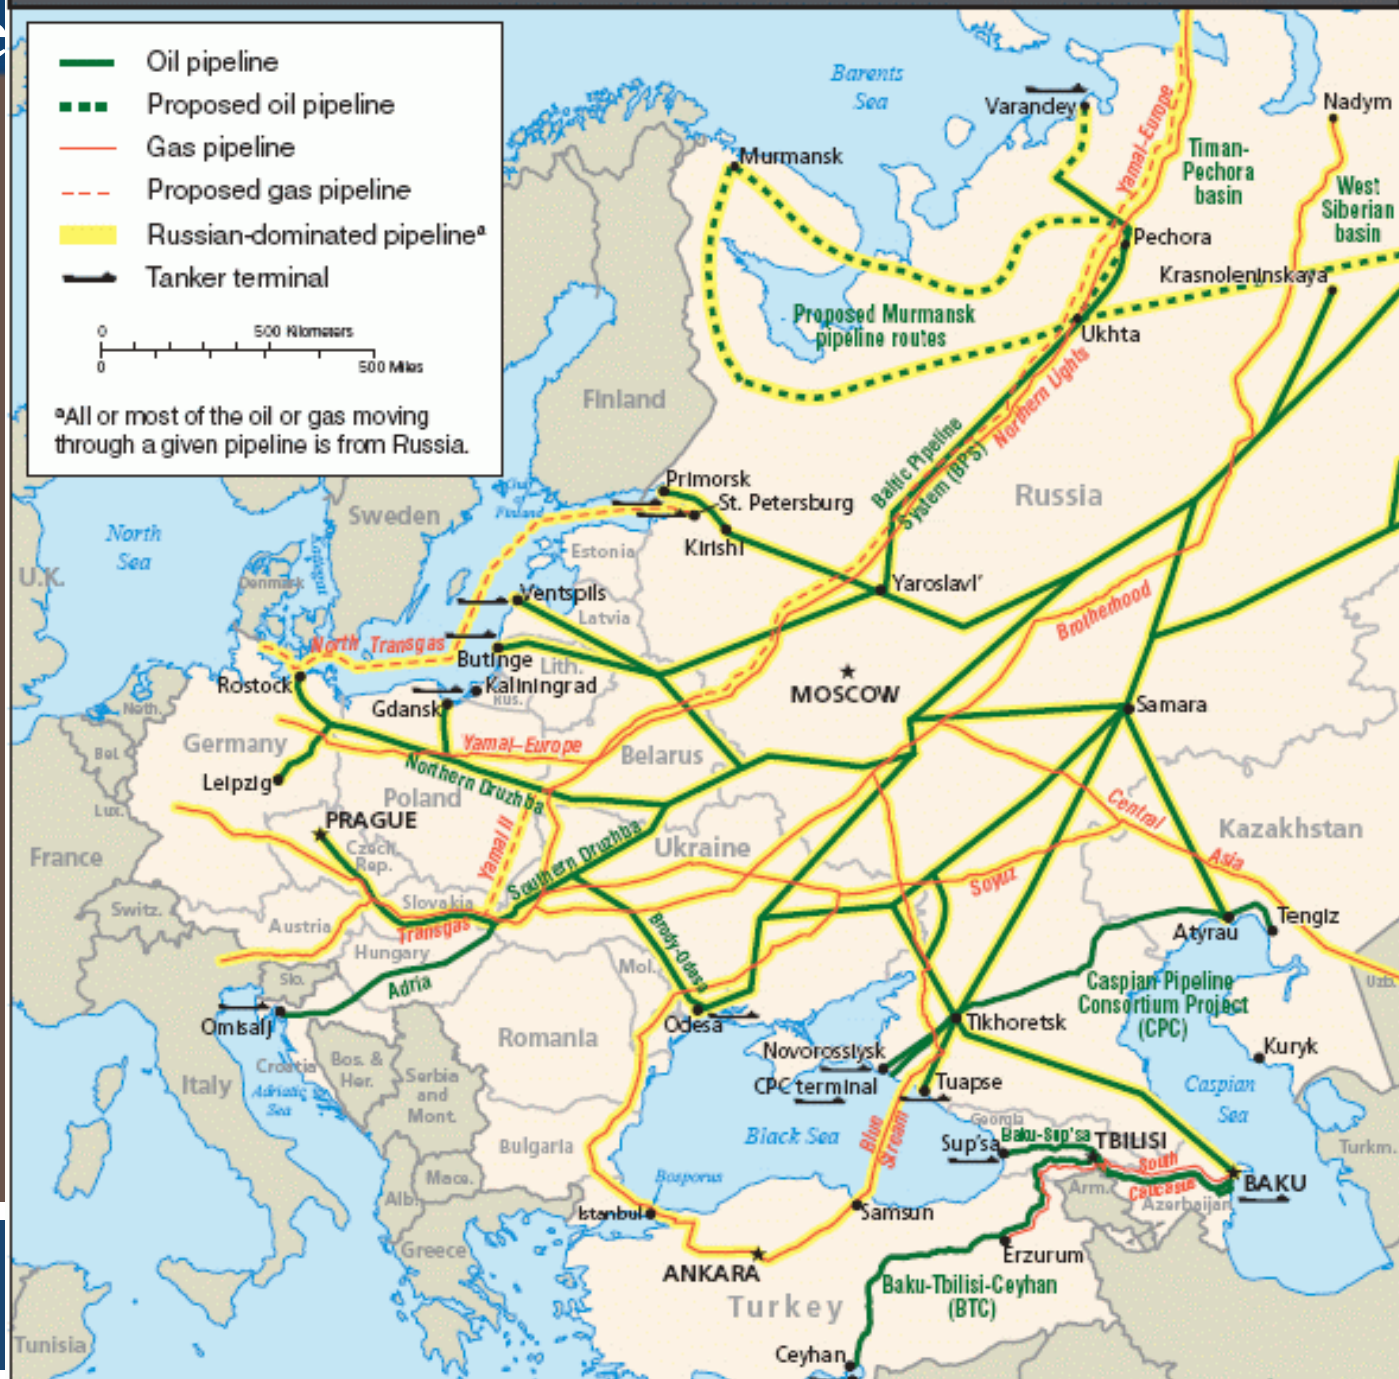 Oil pipeline
Proposed oil pipeline
Gas pipeline
Proposed gas pipeline
Russian-dominated pipelineᵃ
Tanker terminal
0
500 Kilometers
0
500 Miles
ᵃAll or most of the oil or gas moving
through a given pipeline is from Russia.
Barents
Sea
Varandey
Nadym
Murmansk
Yamal–Europe
Timan-
Pechora
basin
West
Siberian
basin
Pechora
Krasnoleninskaya
Proposed Murmansk
pipeline routes
Ukhta
Northern Lights
Finland
Baltic Pipeline
System (BPS)
Primorsk
St. Petersburg
Kirishi
Gulf
of
Finland
Russia
Sweden
North
Sea
Estonia
U.K.
Denmark
Kattegat
Ventspils
Yaroslavl'
Latvia
Brotherhood
North Transgas
Butinge
Lith.
Rostock
Kaliningrad
Rus.
MOSCOW
Neth.
Gdansk
Samara
Germany
Yamal–Europe
Belarus
Bel.
Leipzig
Northern Druzhba
Poland
Lux.
PRAGUE
Central
Asia
Kazakhstan
Czech
Rep.
Yamal II
Southern Druzhba
Ukraine
France
Soyuz
Slovakia
Switz.
Austria
Transgas
Brody-Odesa
Atyrau
Tengiz
Hungary
Mol.
Slo.
Adria
Caspian Pipeline
Consortium Project
(CPC)
Uzb.
Omisalj
Odesa
Tikhoretsk
Romania
Novorossiysk
Kuryk
Croatia
Bos. &
Her.
CPC terminal
Tuapse
Italy
Adriatic
Sea
Serbia
and
Mont.
Caspian
Sea
Georgia
Black Sea
Blue
Stream
Baku-Sup'sa
TBILISI
Sup'sa
Bulgaria
South
Caucasus
Turkm.
Bosporus
Mace.
Arm.
BAKU
Alb.
Azerbaijan
Istanbul
Samsun
Greece
Erzurum
ANKARA
Baku-Tbilisi-Ceyhan
(BTC)
Turkey
Tunisia
Ceyhan